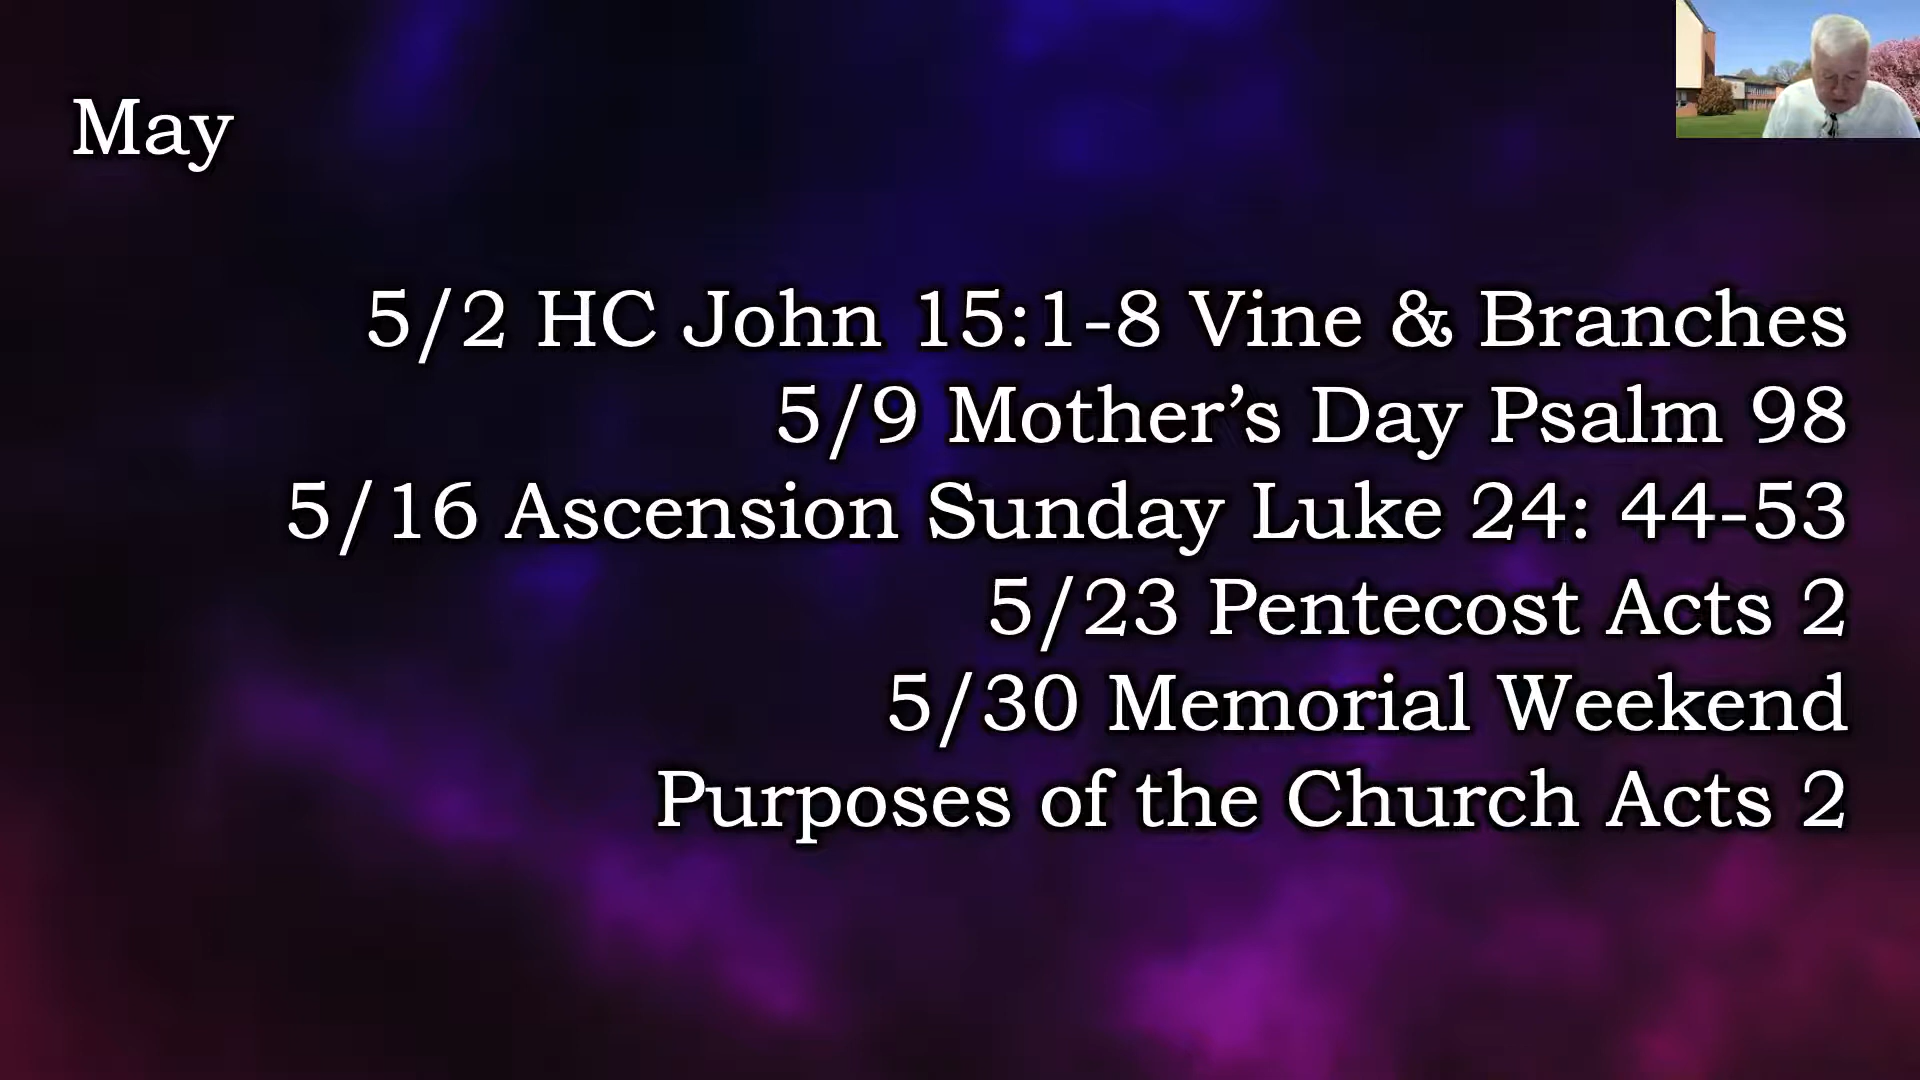 May
5/2 HC John 15:1-8 Vine & Branches
5/9 Mother’s Day Psalm 98
5/16 Ascension Sunday Luke 24: 44-53
5/23 Pentecost Acts 2
5/30 Memorial Weekend
Purposes of the Church Acts 2